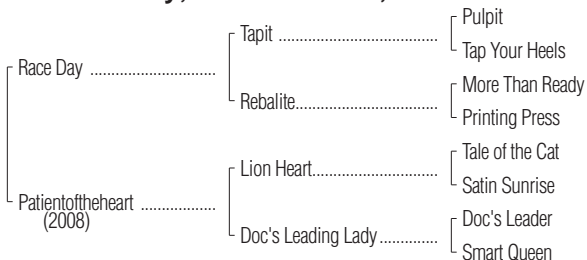 Pulpit
Tapit ........................................
Tap Your Heels
Race Day ...............................
More Than Ready
Rebalite....................................
Printing Press
Tale of the Cat
Lion Heart................................
Satin Sunrise
Patientoftheheart ...................
(2008)
Doc's Leader
Doc's Leading Lady ..............
Smart Queen